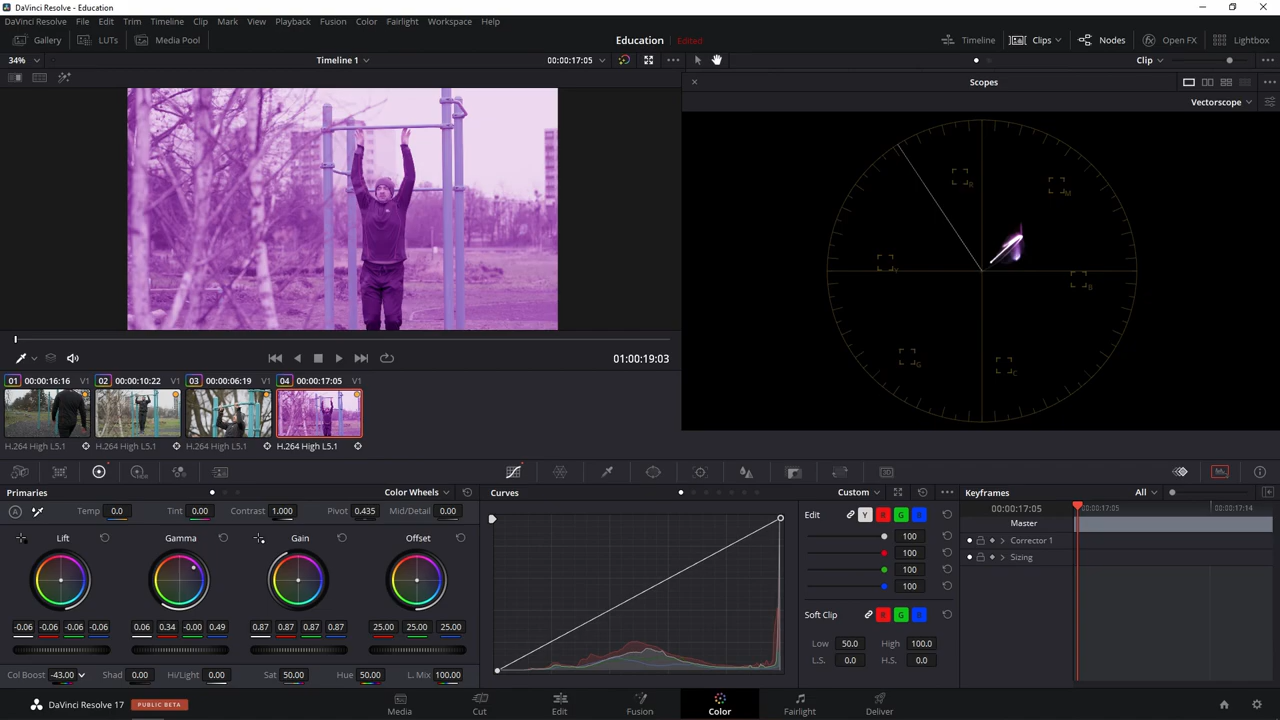 DaVinci Resolve - Education
DaVinci Resolve File Edit Trim Timeline Clip Mark View Playback Fusion Color Fairlight Workspace Help
Gallery LUTs Media Pool Education Edited Timeline Clips Nodes Open FX Lightbox
34% Timeline 1 00:00:17:05 Clip
Scopes
Vectorscope
R
M
Y
B
G
C
01:00:19:03
01 00:00:16:16 V1 02 00:00:10:22 V1 03 00:00:06:19 V1 04 00:00:17:05 V1
H.264 High L5.1 H.264 High L5.1 H.264 High L5.1 H.264 High L5.1
Primaries Color Wheels Curves Custom Keyframes All
Temp 0.0 Tint 0.00 Contrast 1.000 Pivot 0.435 Mid/Detail 0.00
Lift Gamma Gain Offset
-0.06 -0.06 -0.06 -0.06 0.06 0.34 -0.00 0.49 0.87 0.87 0.87 0.87 25.00 25.00 25.00
Col Boost -43.00 Shad 0.00 Hi/Light 0.00 Sat 50.00 Hue 50.00 L. Mix 100.00
Edit Y R G B
100
100
100
100
Soft Clip R G B
Low 50.0 High 100.0
L.S. 0.0 H.S. 0.0
00:00:17:05 00:00:17:05 00:00:17:14
Master
Corrector 1
Sizing
DaVinci Resolve 17 PUBLIC BETA Media Cut Edit Fusion Color Fairlight Deliver